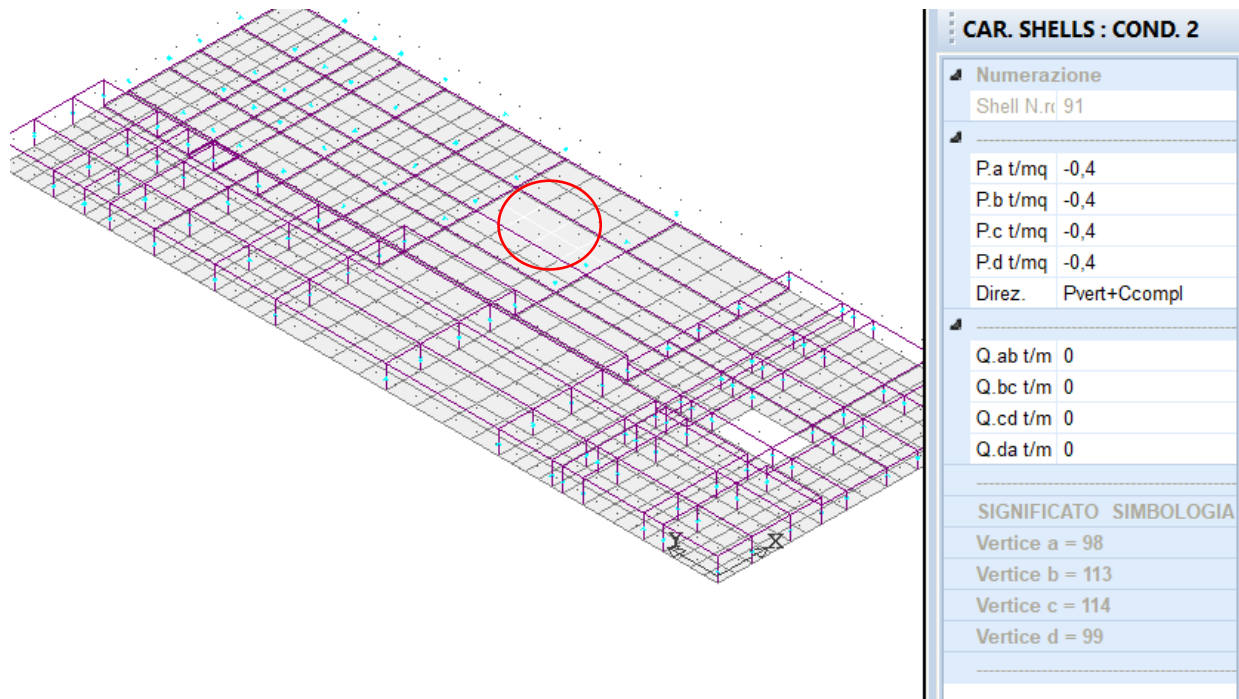 CAR. SHELLS : COND. 2
Numerazione
Shell N.r 91
P.a t/mq -0,4
P.b t/mq -0,4
P.c t/mq -0,4
P.d t/mq -0,4
Direz. Pvert+Ccompl
Q.ab t/m 0
Q.bc t/m 0
Q.cd t/m 0
Q.da t/m 0
SIGNIFICATO SIMBOLOGIA
Vertice a = 98
Vertice b = 113
Vertice c = 114
Vertice d = 99
Y X